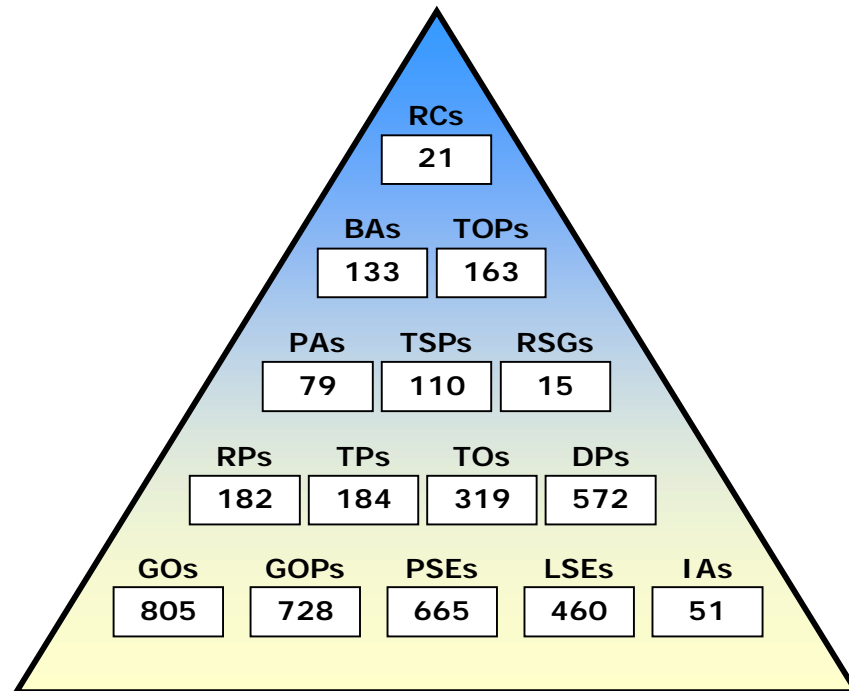 RCs
21
BAs TOPs
133 163
PAs TSPs RSGs
79 110 15
RPs TPs TOs DPs
182 184 319 572
GOs GOPs PSEs LSEs IAs
805 728 665 460 51